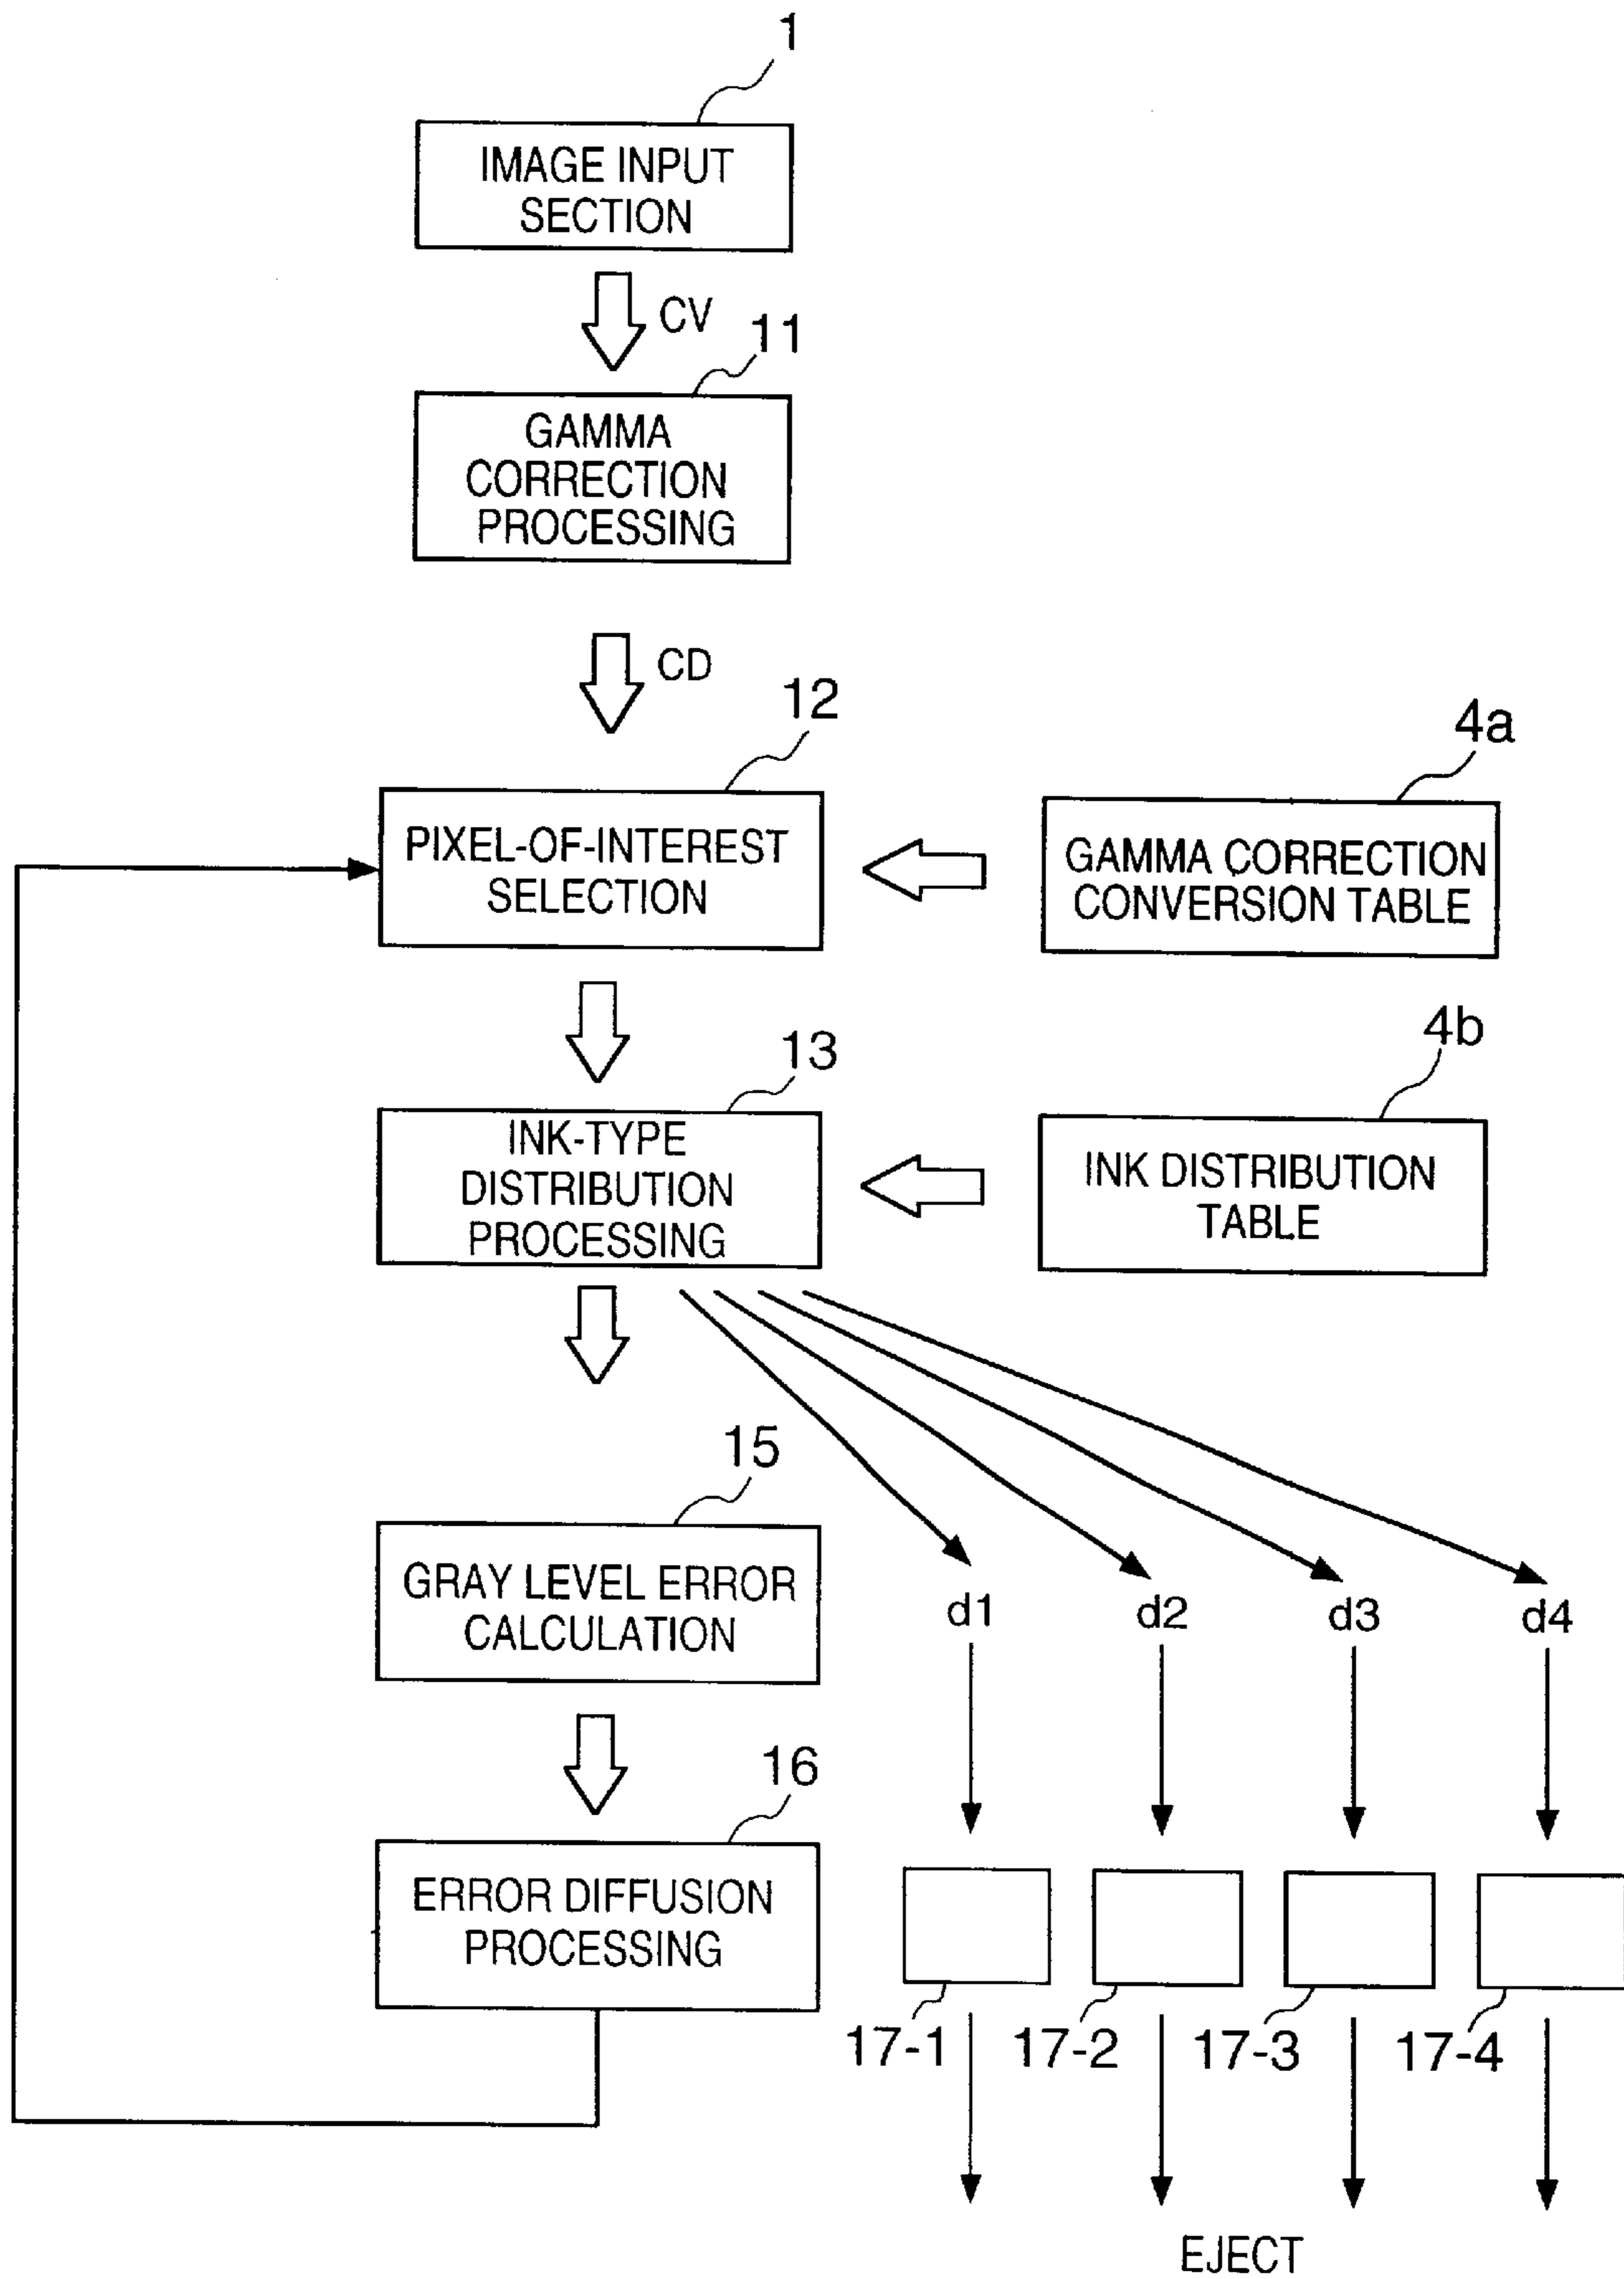 1
IMAGE INPUT
SECTION
CV
11
GAMMA
CORRECTION
PROCESSING
CD
12
PIXEL-OF-INTEREST
SELECTION
4a
GAMMA CORRECTION
CONVERSION TABLE
13
INK-TYPE
DISTRIBUTION
PROCESSING
4b
INK DISTRIBUTION
TABLE
15
GRAY LEVEL ERROR
CALCULATION
d1
d2
d3
d4
16
ERROR DIFFUSION
PROCESSING
17-1
17-2
17-3
17-4
EJECT